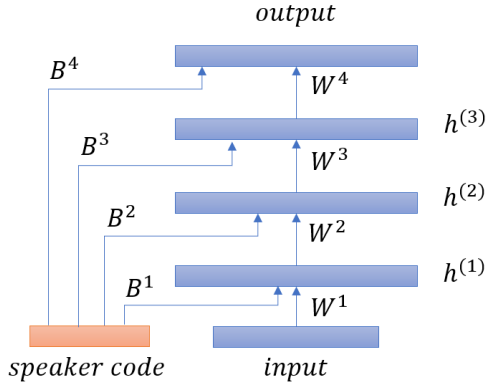 output
B⁴
W⁴
h⁽³⁾
B³
W³
h⁽²⁾
B²
W²
h⁽¹⁾
B¹
W¹
speaker code
input